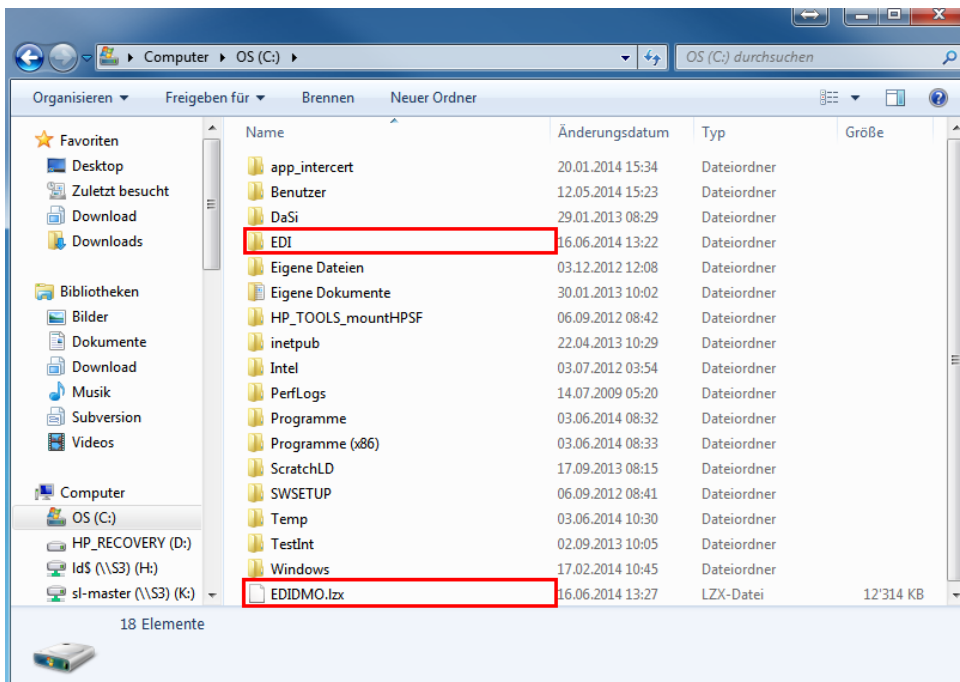 Computer OS (C:) OS (C:) durchsuchen
Organisieren Freigeben für Brennen Neuer Ordner
Favoriten
Desktop
Zuletzt besucht
Download
Downloads
Bibliotheken
Bilder
Dokumente
Download
Musik
Subversion
Videos
Computer
OS (C:)
HP_RECOVERY (D:)
ld$ (\\S3) (H:)
sl-master (\\S3) (K:)
Name Änderungsdatum Typ Größe
app_intercert 20.01.2014 15:34 Dateiordner
Benutzer 12.05.2014 15:23 Dateiordner
DaSi 29.01.2013 08:29 Dateiordner
EDI 16.06.2014 13:22 Dateiordner
Eigene Dateien 03.12.2012 12:08 Dateiordner
Eigene Dokumente 30.01.2013 10:02 Dateiordner
HP_TOOLS_mountHPSF 06.09.2012 08:42 Dateiordner
inetpub 22.04.2013 10:29 Dateiordner
Intel 03.07.2012 03:54 Dateiordner
PerfLogs 14.07.2009 05:20 Dateiordner
Programme 03.06.2014 08:32 Dateiordner
Programme (x86) 03.06.2014 08:33 Dateiordner
ScratchLD 17.09.2013 08:15 Dateiordner
SWSETUP 06.09.2012 08:41 Dateiordner
Temp 03.06.2014 10:30 Dateiordner
TestInt 02.09.2013 10:05 Dateiordner
Windows 17.02.2014 10:45 Dateiordner
EDIDMO.lzx 16.06.2014 13:27 LZX-Datei 12'314 KB
18 Elemente